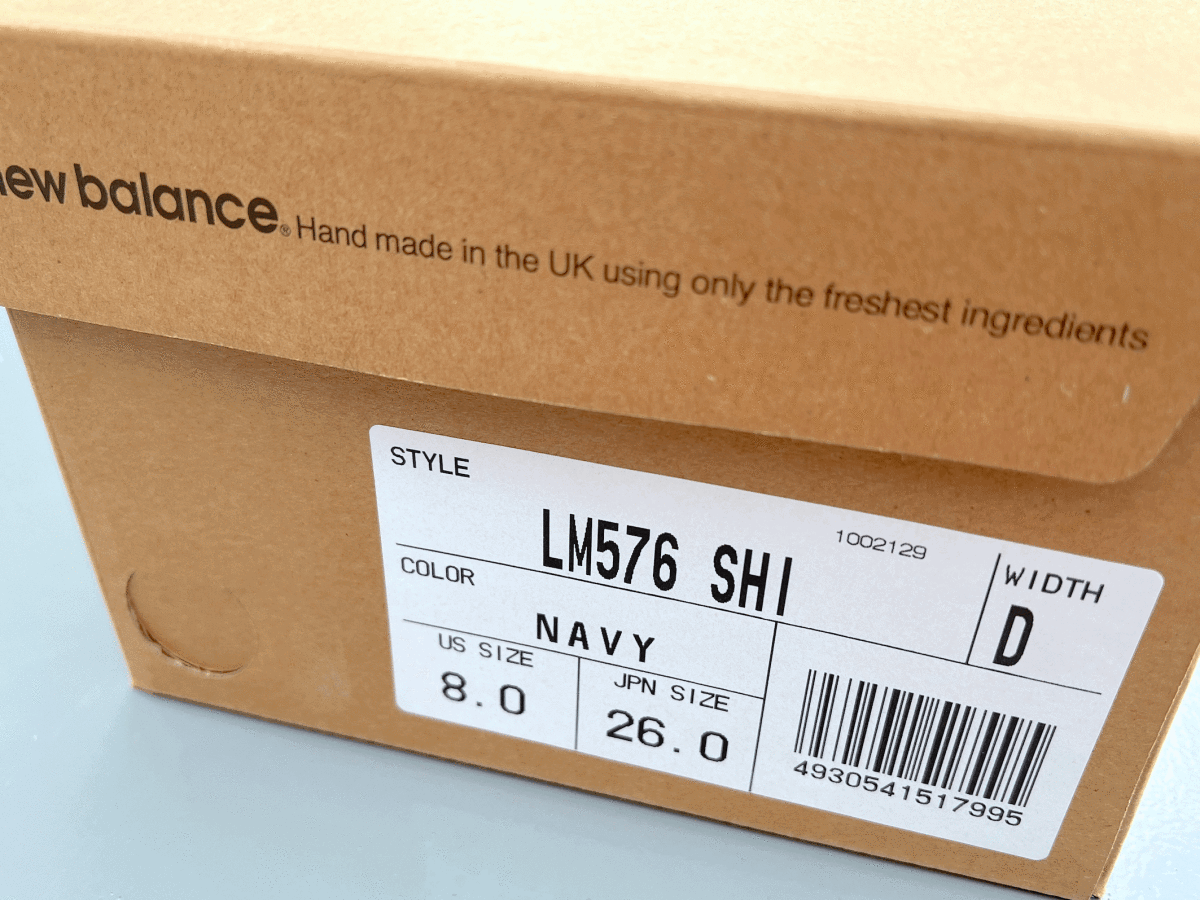 new balance® Hand made in the UK using only the freshest ingredients
STYLE
LM576 SHI
1002129
WIDTH
D
COLOR
NAVY
US SIZE
8.0
JPN SIZE
26.0
4930541517995